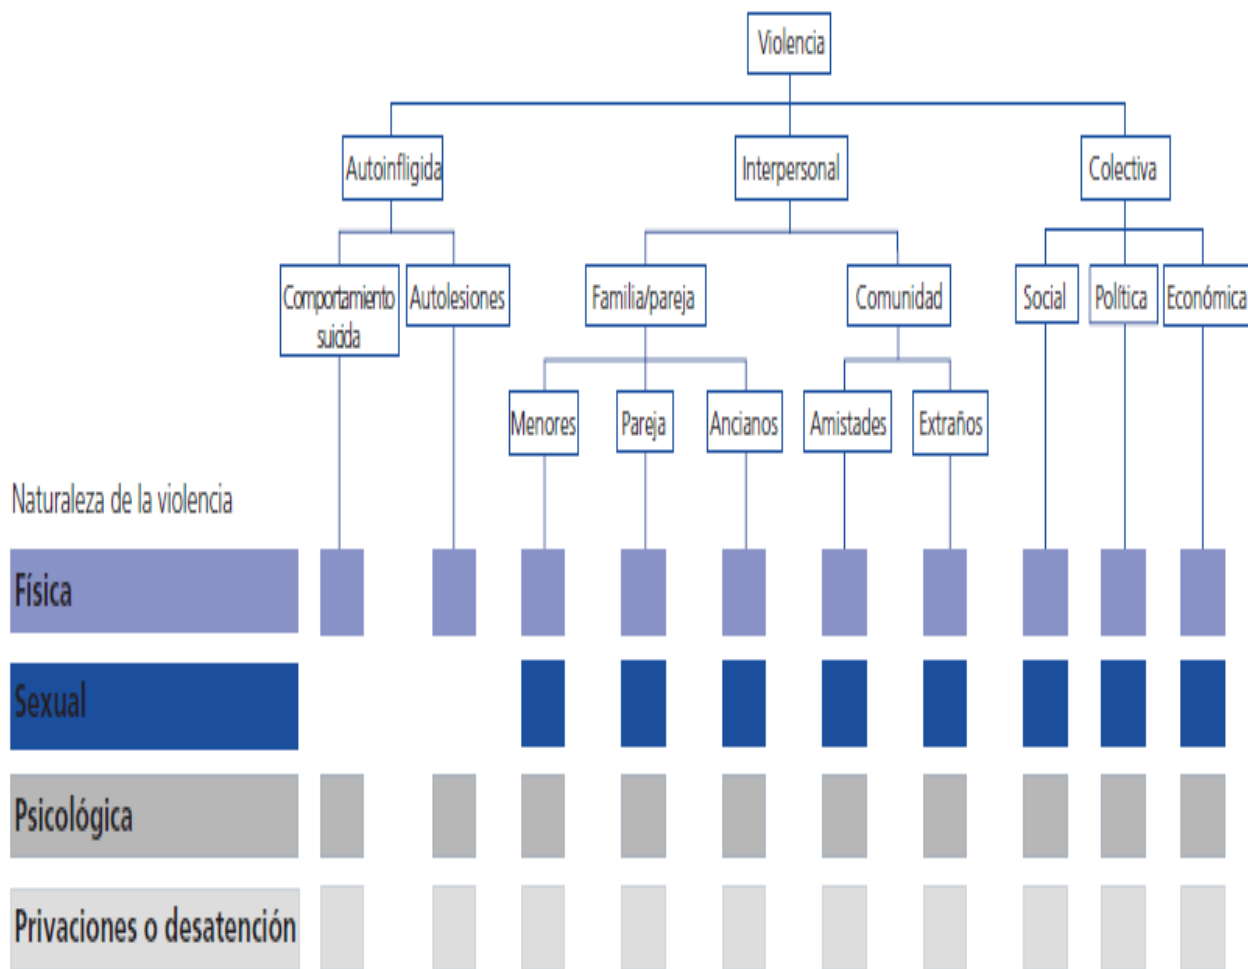 Violencia
Autoinfligida
Interpersonal
Colectiva
Comportamiento
suicida
Autolesiones
Familia/pareja
Comunidad
Social
Política
Económica
Menores
Pareja
Ancianos
Amistades
Extraños
Naturaleza de la violencia
Física
Sexual
Psicológica
Privaciones o desatención